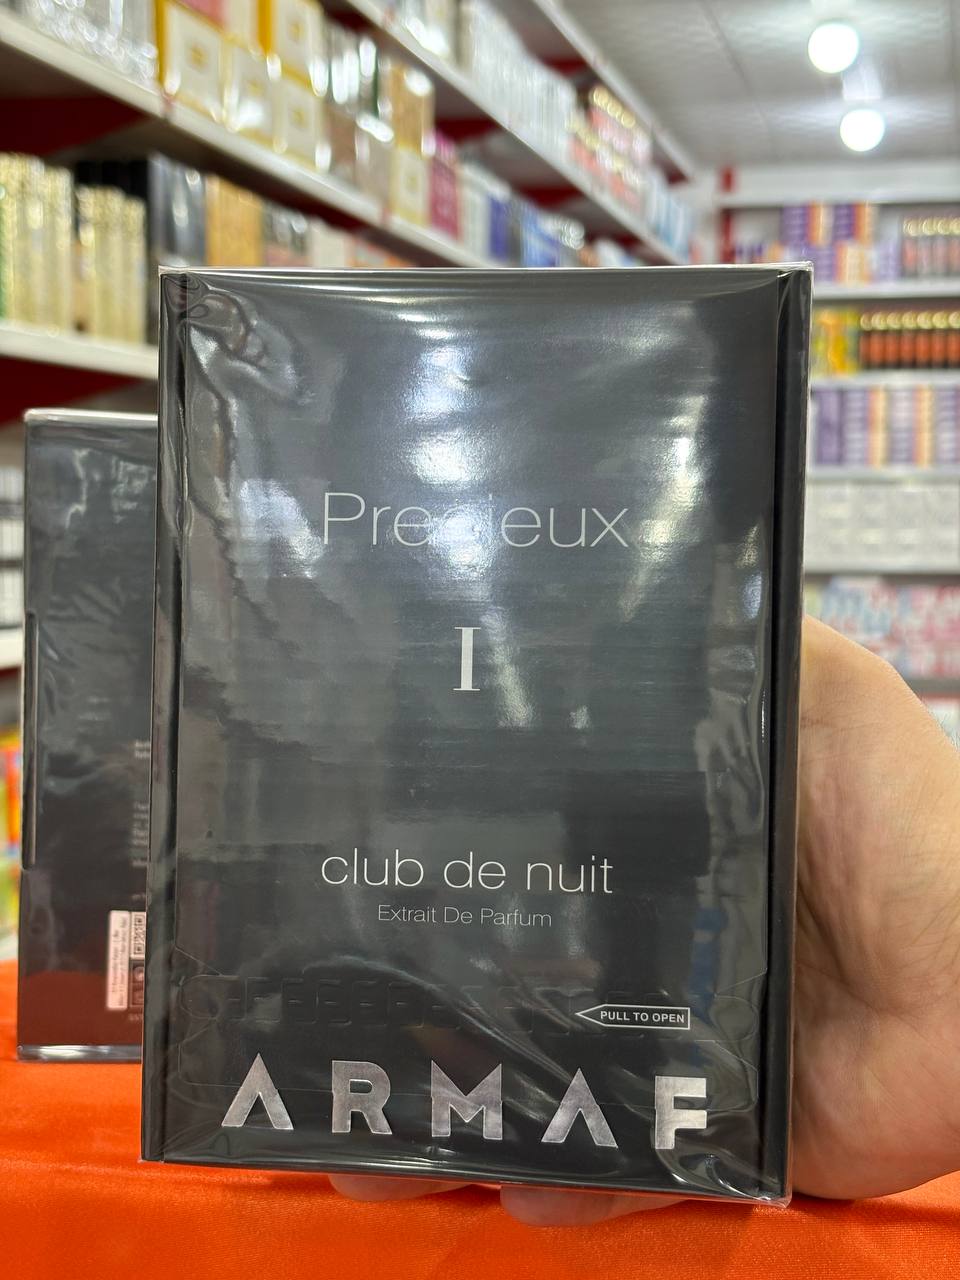 Precieux
I
club de nuit
Extrait De Parfum
PULL TO OPEN
ARMAF